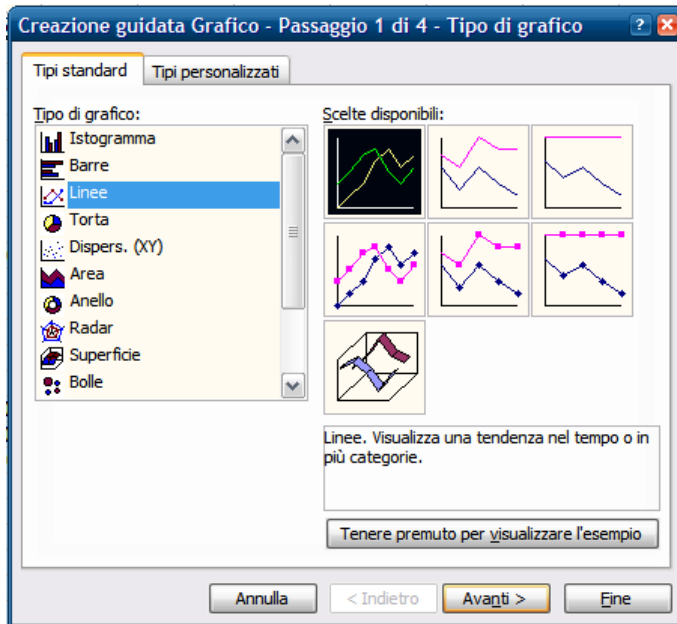 Creazione guidata Grafico - Passaggio 1 di 4 - Tipo di grafico
Tipi standard
Tipi personalizzati
Tipo di grafico:
Istogramma
Barre
Linee
Torta
Dispers. (XY)
Area
Anello
Radar
Superficie
Bolle
Scelte disponibili:
Linee. Visualizza una tendenza nel tempo o in
più categorie.
Tenere premuto per visualizzare l'esempio
Annulla
< Indietro
Avanti >
Fine